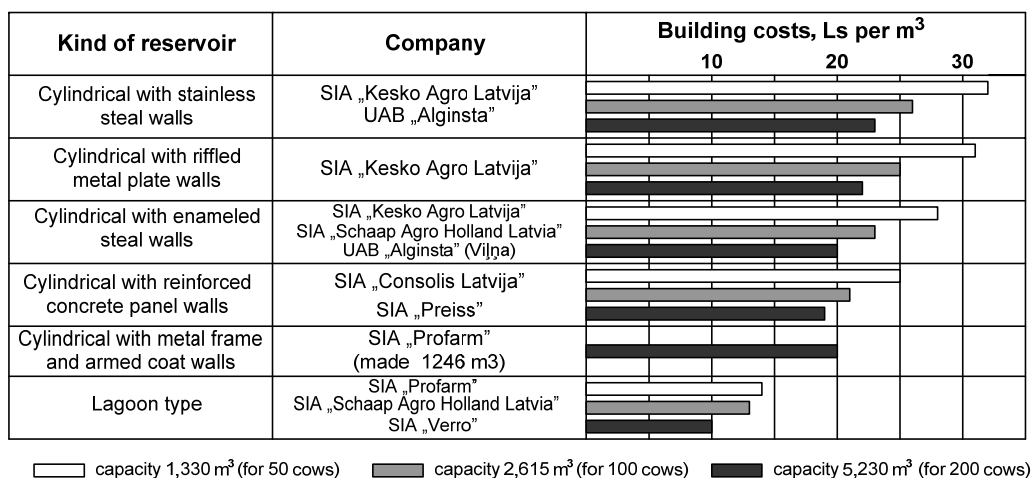 Kind of reservoir
Company
Building costs, Ls per m³
10 20 30
Cylindrical with stainless
steal walls
SIA „Kesko Agro Latvija”
UAB „Alginsta”
Cylindrical with riffled
metal plate walls
SIA „Kesko Agro Latvija”
Cylindrical with enameled
steal walls
SIA „Kesko Agro Latvija”
SIA „Schaap Agro Holland Latvia”
UAB „Alginsta” (Viļņa)
Cylindrical with reinforced
concrete panel walls
SIA „Consolis Latvija”
SIA „Preiss”
Cylindrical with metal frame
and armed coat walls
SIA „Profarm”
(made 1246 m3)
Lagoon type
SIA „Profarm”
SIA „Schaap Agro Holland Latvia”
SIA „Verro”
capacity 1,330 m³ (for 50 cows)
capacity 2,615 m³ (for 100 cows)
capacity 5,230 m³ (for 200 cows)